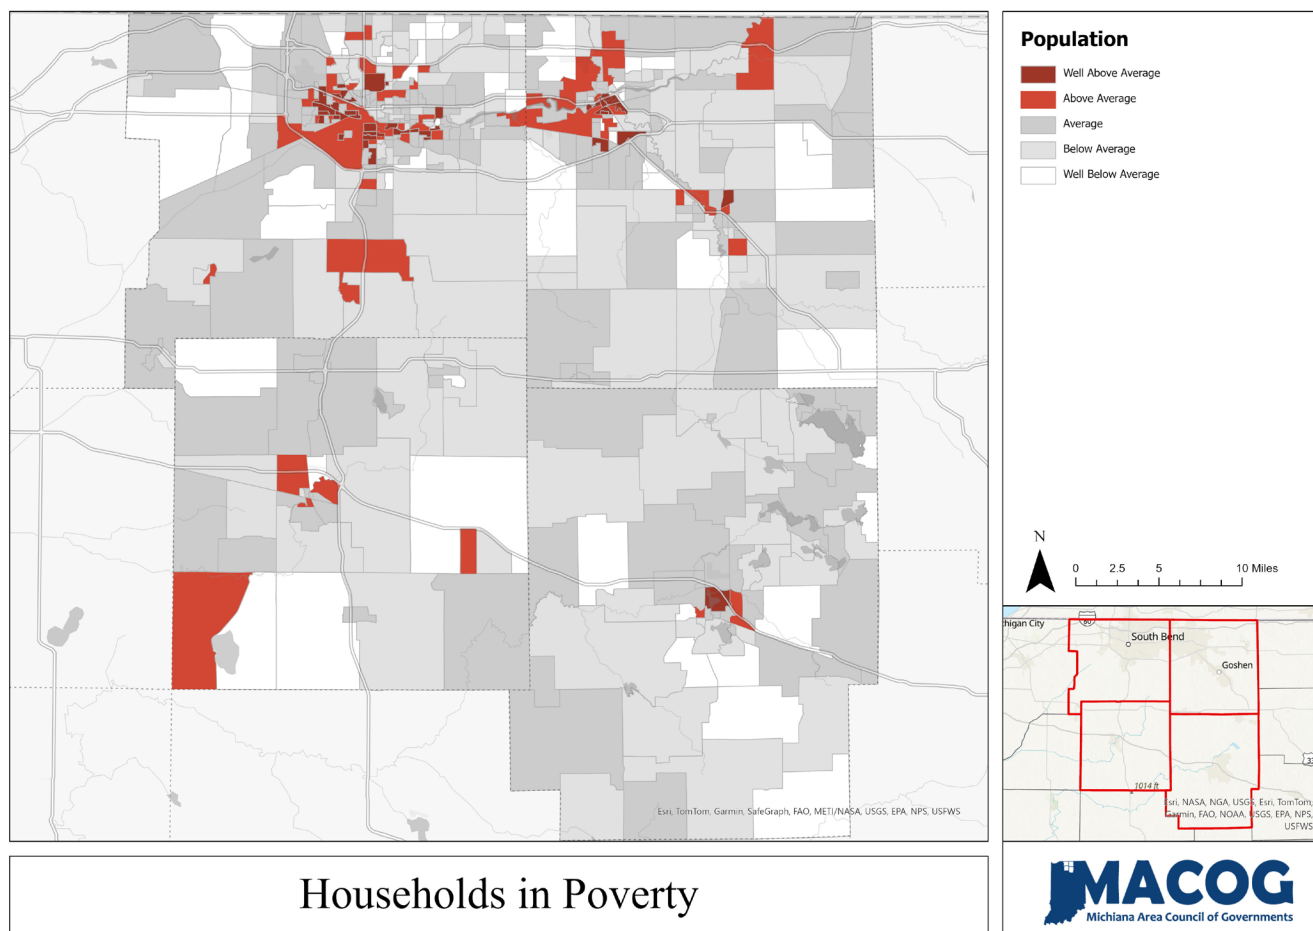 Population
Well Above Average
Above Average
Average
Below Average
Well Below Average
N
0 2.5 5 10 Miles
higan City
80
South Bend
Goshen
33
1014 ft
Esri, NASA, NGA, USGS, Esri, TomTom,
Garmin, FAO, NOAA, USGS, EPA, NPS,
USFWS
Esri, TomTom, Garmin, SafeGraph, FAO, METI/NASA, USGS, EPA, NPS, USFWS
Households in Poverty
MACOG
Michiana Area Council of Governments